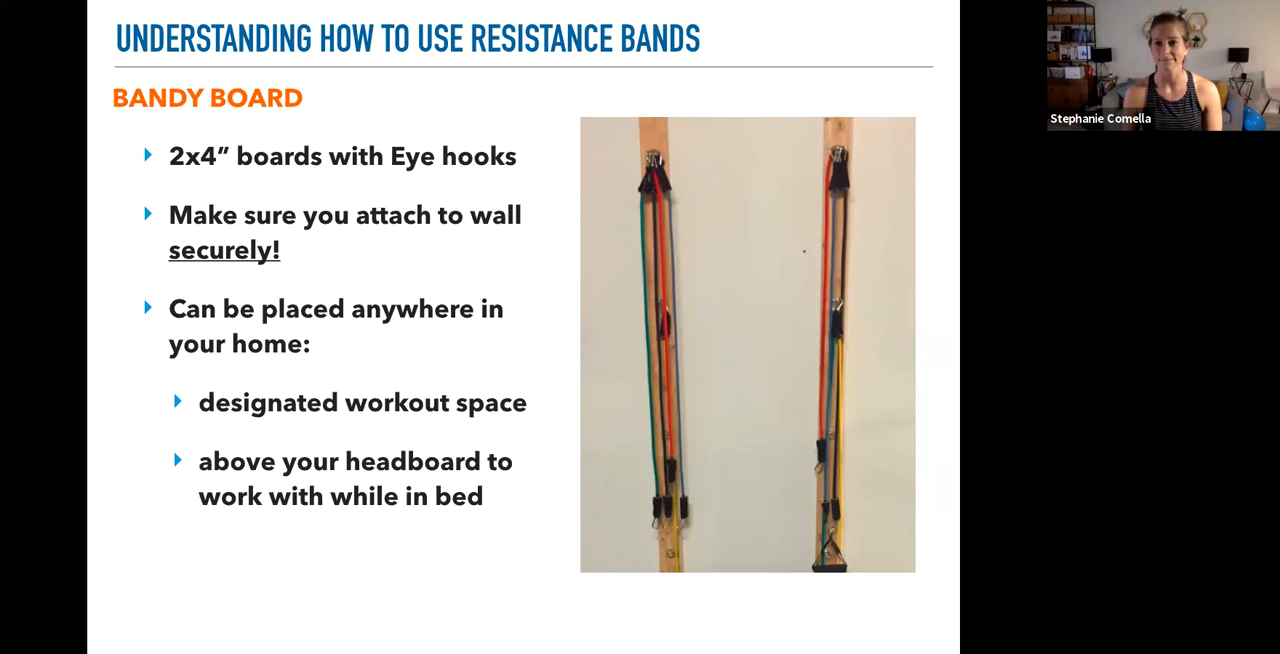 UNDERSTANDING HOW TO USE RESISTANCE BANDS
BANDY BOARD
2x4” boards with Eye hooks
Make sure you attach to wall
securely!
Can be placed anywhere in
your home:
designated workout space
above your headboard to
work with while in bed
Stephanie Comella